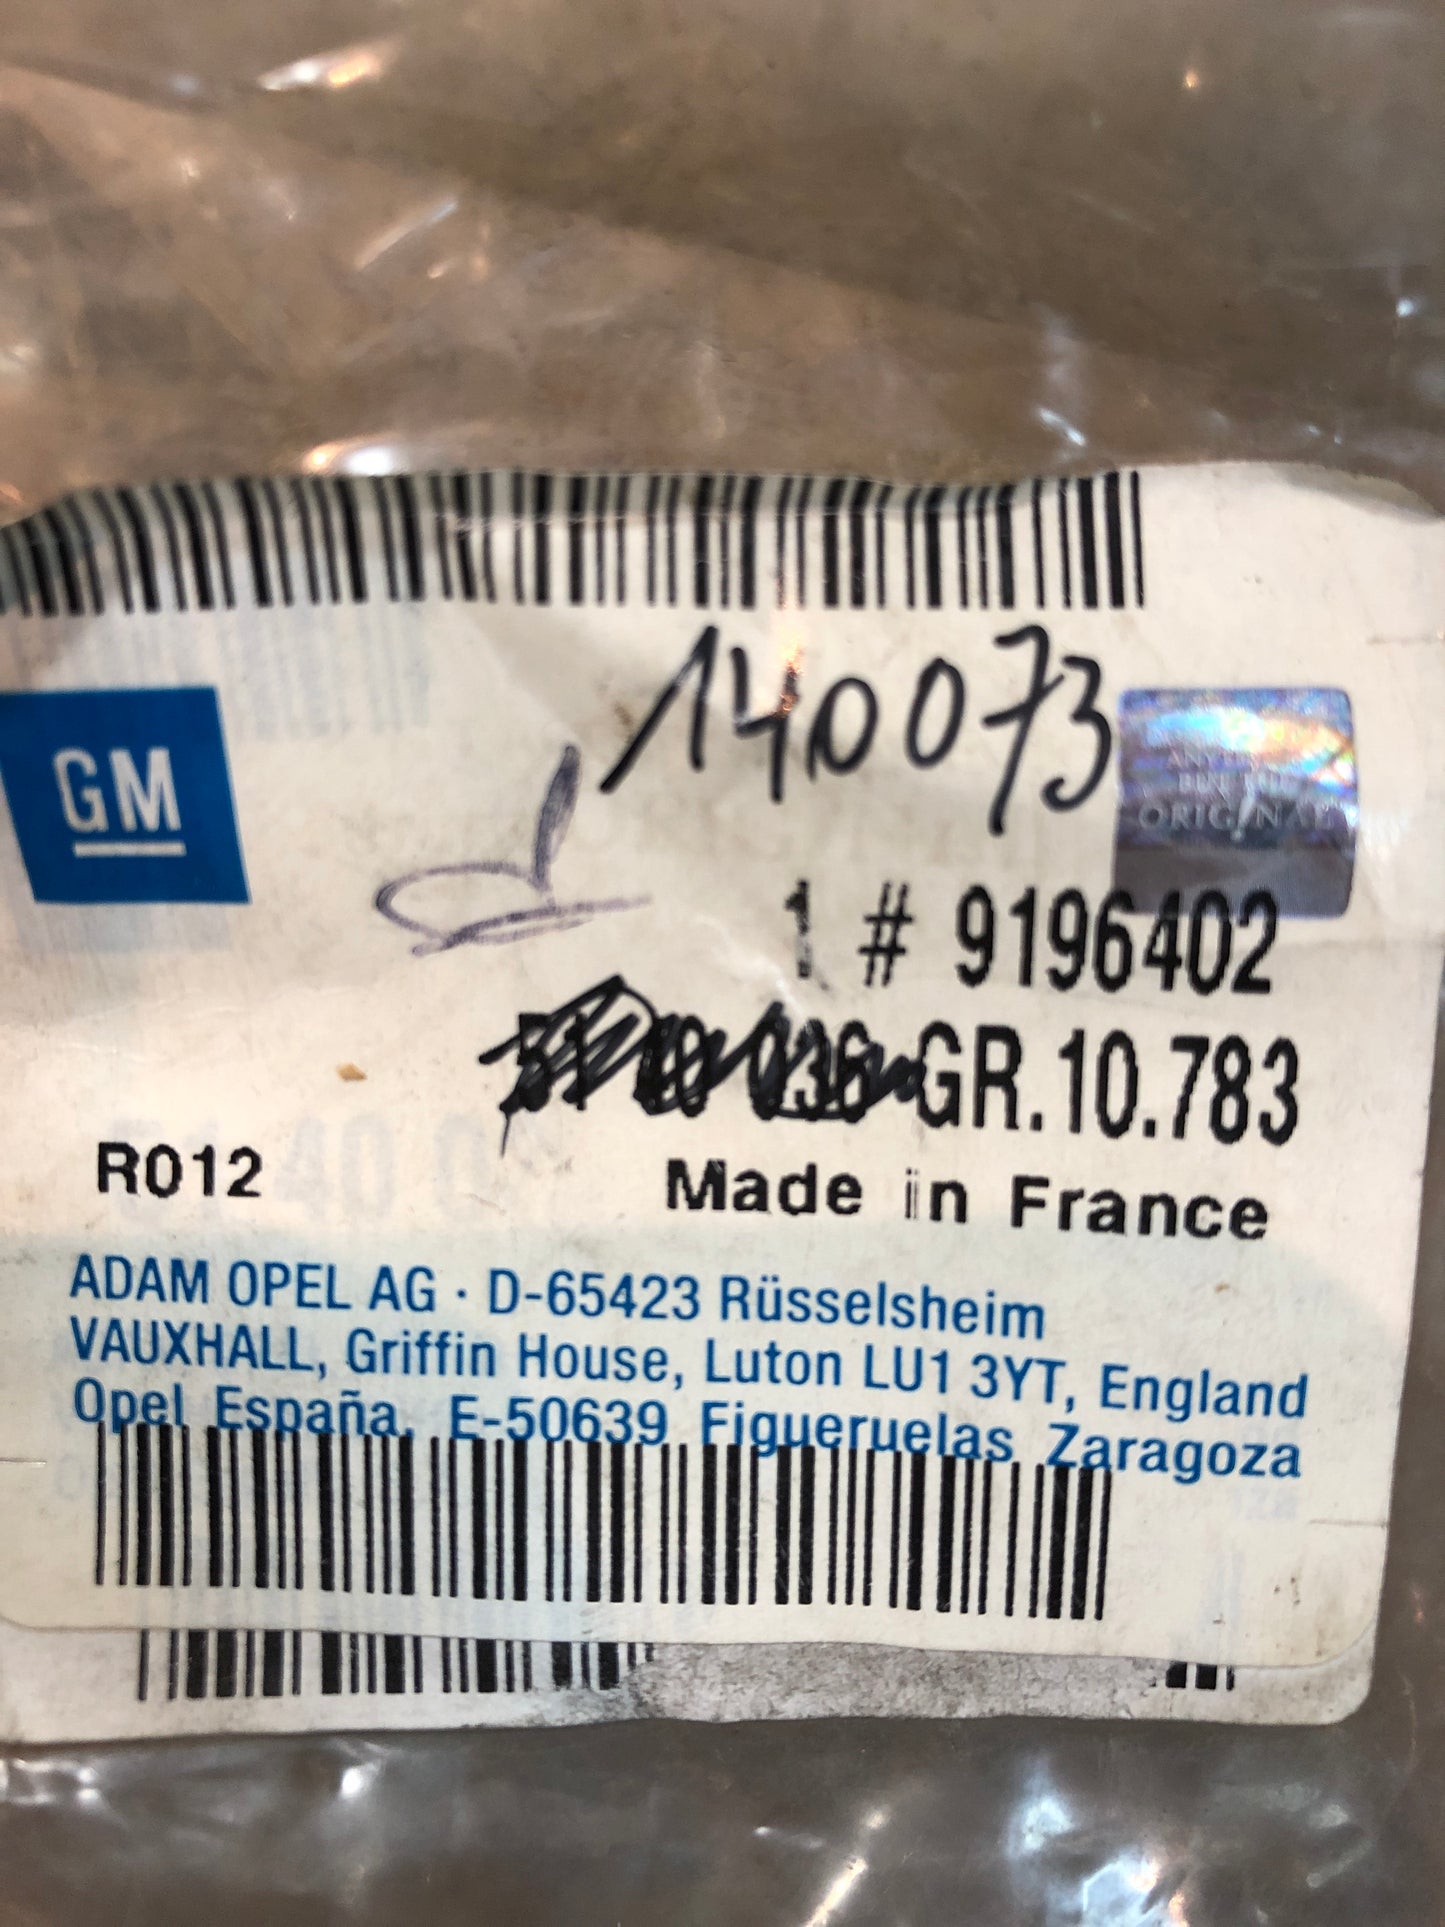 140073
GM
ORIGINAL
1 # 9196402
GR.10.783
R012
Made in France
ADAM OPEL AG · D-65423 Rüsselsheim
VAUXHALL, Griffin House, Luton LU1 3YT, England
Opel España, E-50639 Figueruelas Zaragoza